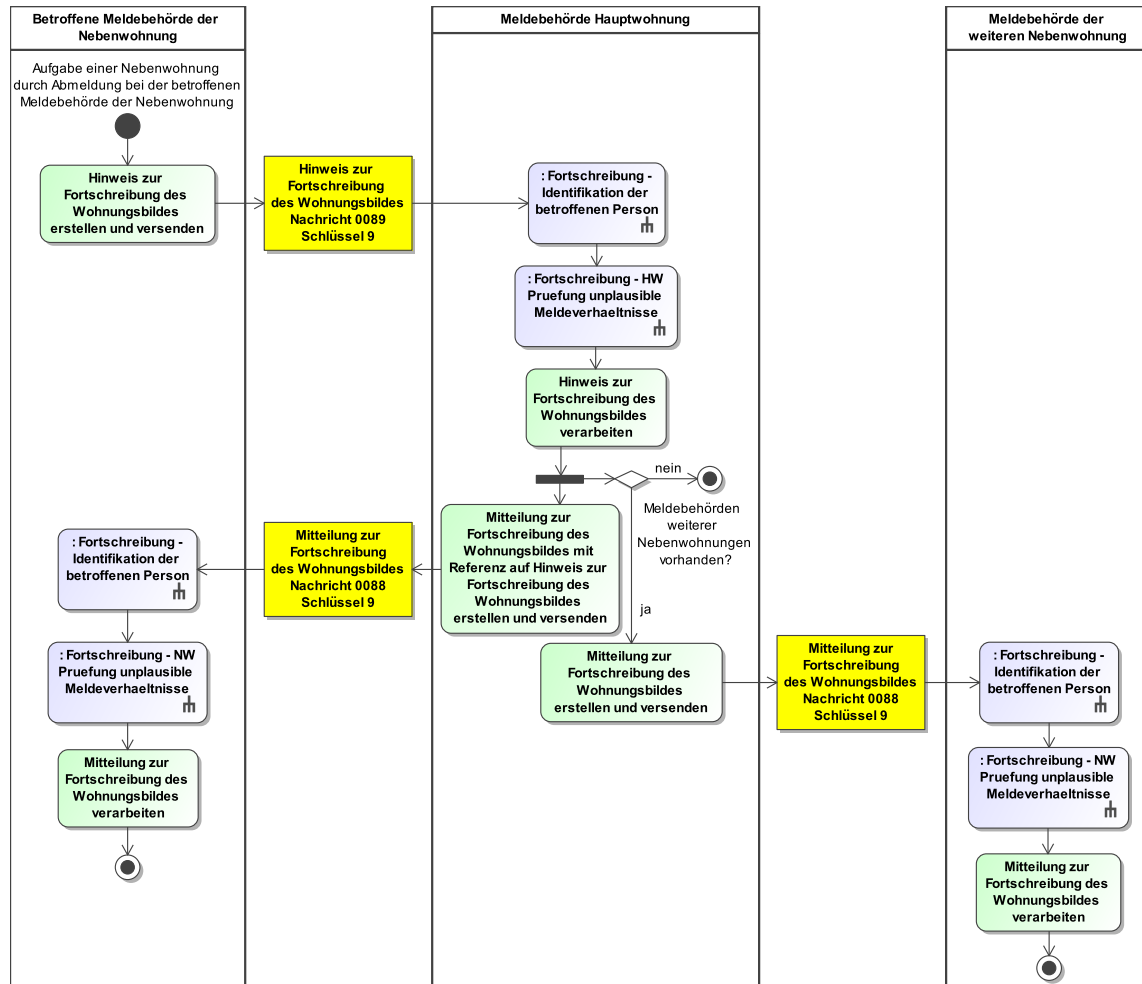 Betroffene Meldebehörde der
Nebenwohnung
Meldebehörde Hauptwohnung
Meldebehörde der
weiteren Nebenwohnung
Aufgabe einer Nebenwohnung
durch Abmeldung bei der betroffenen
Meldebehörde der Nebenwohnung
Hinweis zur
Fortschreibung des
Wohnungsbildes
erstellen und versenden
Hinweis zur
Fortschreibung
des Wohnungsbildes
Nachricht 0089
Schlüssel 9
: Fortschreibung -
Identifikation der
betroffenen Person
: Fortschreibung - HW
Pruefung unplausible
Meldeverhaeltnisse
Hinweis zur
Fortschreibung des
Wohnungsbildes
verarbeiten
nein
Meldebehörden
weiterer
Nebenwohnungen
vorhanden?
ja
Mitteilung zur
Fortschreibung des
Wohnungsbildes mit
Referenz auf Hinweis zur
Fortschreibung des
Wohnungsbildes
erstellen und versenden
Mitteilung zur
Fortschreibung
des Wohnungsbildes
Nachricht 0088
Schlüssel 9
: Fortschreibung -
Identifikation der
betroffenen Person
: Fortschreibung - NW
Pruefung unplausible
Meldeverhaeltnisse
Mitteilung zur
Fortschreibung des
Wohnungsbildes
verarbeiten
Mitteilung zur
Fortschreibung des
Wohnungsbildes
erstellen und versenden
Mitteilung zur
Fortschreibung
des Wohnungsbildes
Nachricht 0088
Schlüssel 9
: Fortschreibung -
Identifikation der
betroffenen Person
: Fortschreibung - NW
Pruefung unplausible
Meldeverhaeltnisse
Mitteilung zur
Fortschreibung des
Wohnungsbildes
verarbeiten